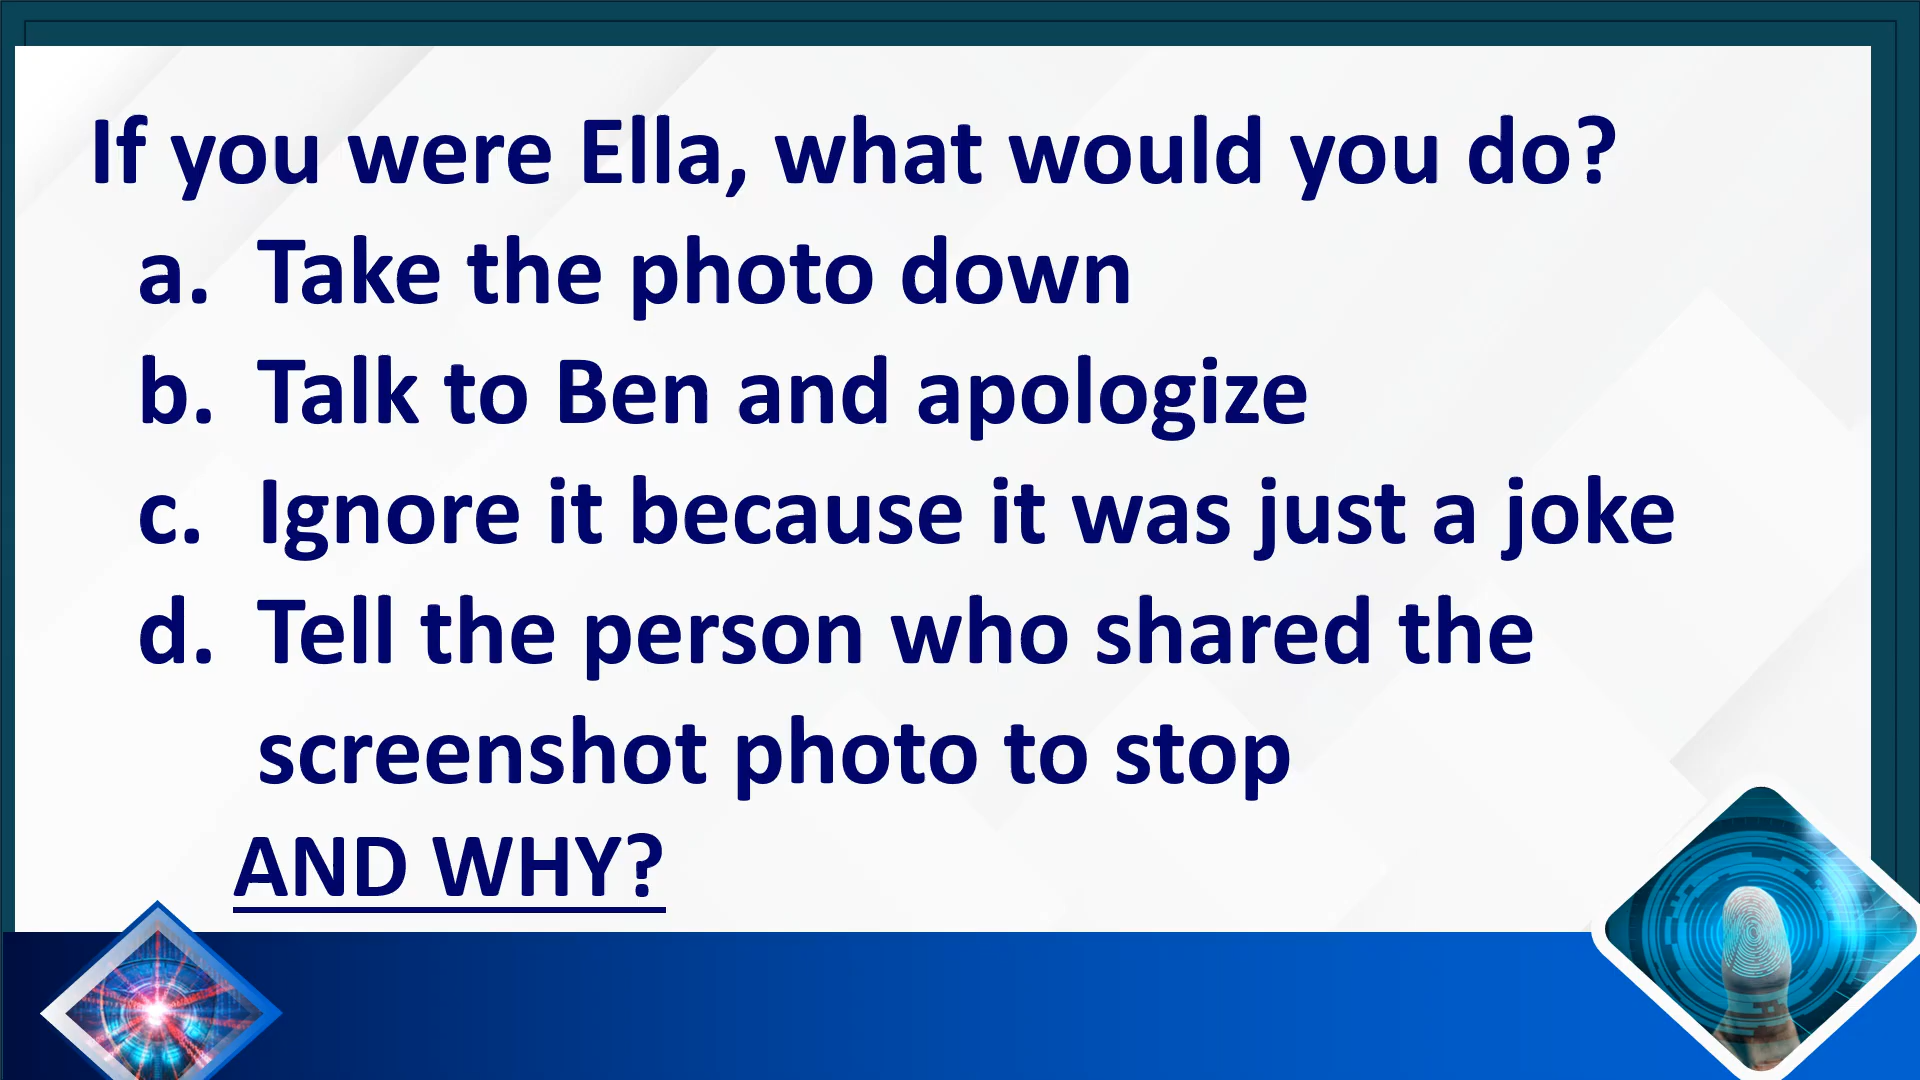 If you were Ella, what would you do?
a. Take the photo down
b. Talk to Ben and apologize
c. Ignore it because it was just a joke
d. Tell the person who shared the
screenshot photo to stop
AND WHY?